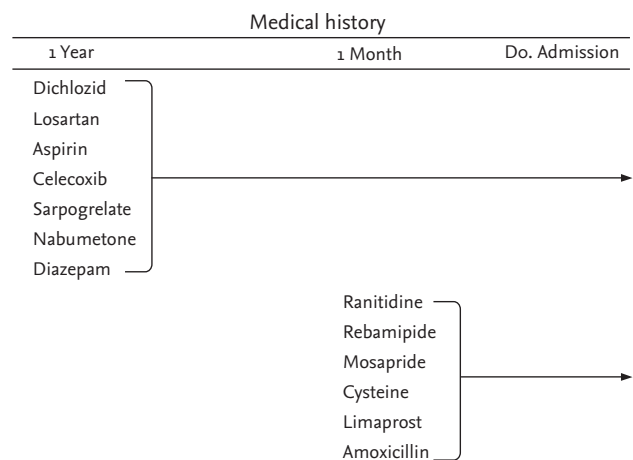 Medical history
1 Year 1 Month Do. Admission
Dichlozid
Losartan
Aspirin
Celecoxib
Sarpogrelate
Nabumetone
Diazepam
Ranitidine
Rebamipide
Mosapride
Cysteine
Limaprost
Amoxicillin